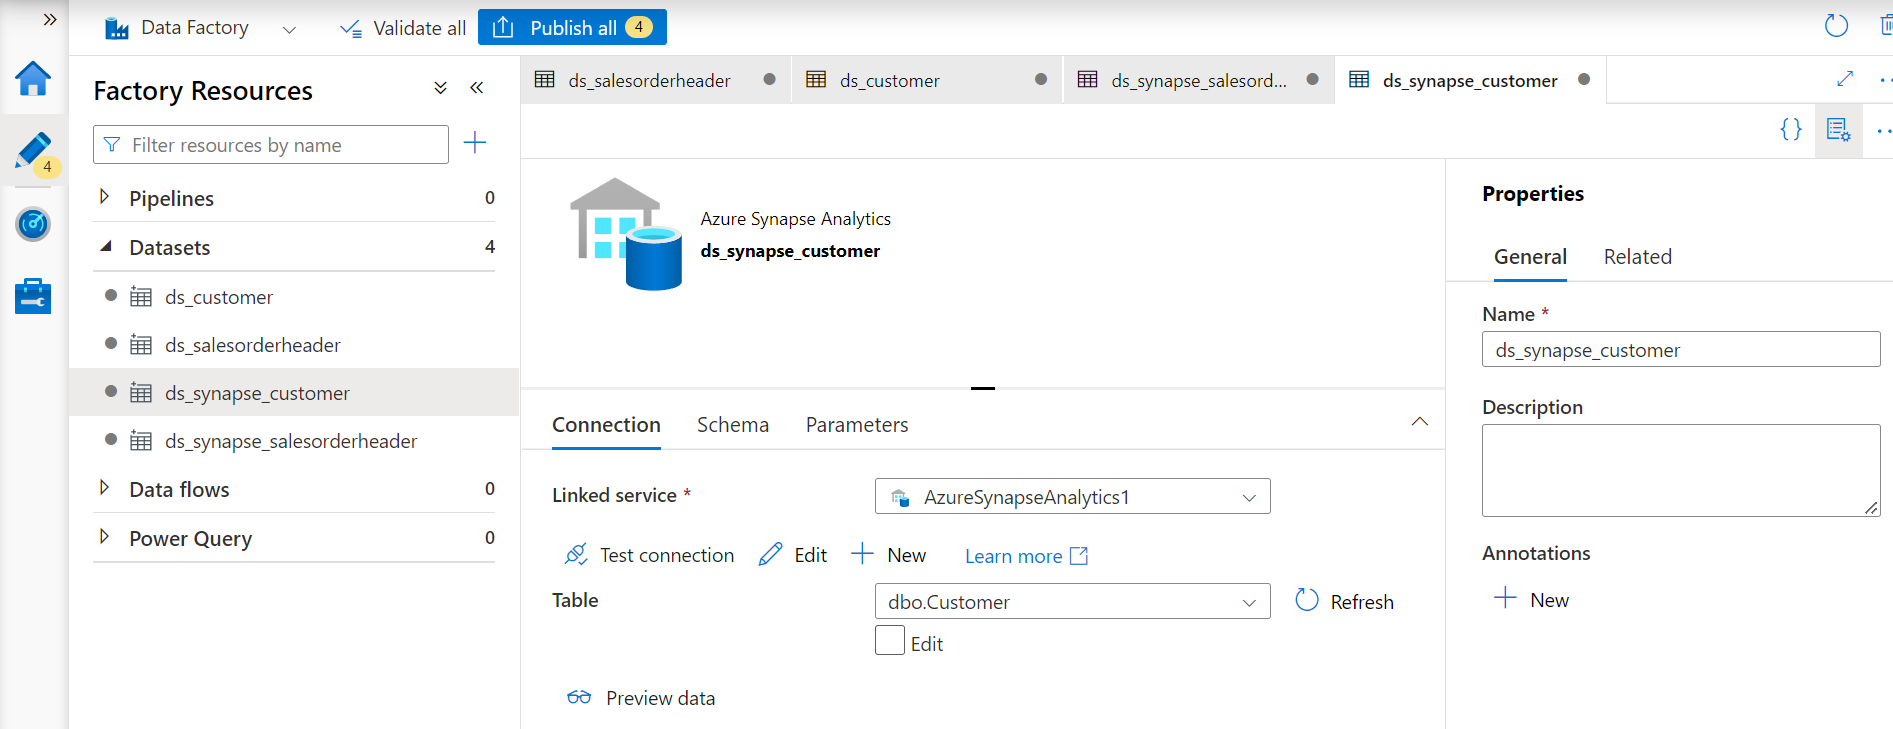 Data Factory
Validate all
Publish all 4
Factory Resources
Filter resources by name
4
Pipelines 0
Datasets 4
ds_customer
ds_salesorderheader
ds_synapse_customer
ds_synapse_salesorderheader
Data flows 0
Power Query 0
ds_salesorderheader
ds_customer
ds_synapse_salesord...
ds_synapse_customer
{}
Azure Synapse Analytics
ds_synapse_customer
Connection Schema Parameters
Linked service *
AzureSynapseAnalytics1
Test connection Edit New Learn more
Table
dbo.Customer
Refresh
Edit
Preview data
Properties
General Related
Name *
ds_synapse_customer
Description
Annotations
New